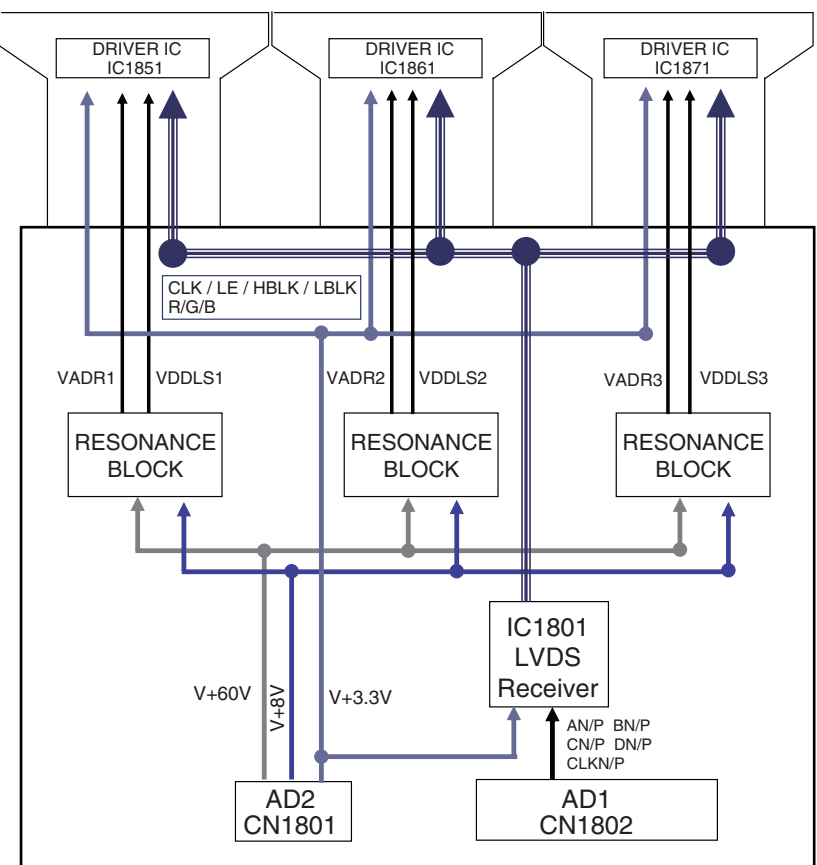 DRIVER IC
IC1851
DRIVER IC
IC1861
DRIVER IC
IC1871
CLK / LE / HBLK / LBLK
R/G/B
VADR1
VDDLS1
VADR2
VDDLS2
VADR3
VDDLS3
RESONANCE
BLOCK
RESONANCE
BLOCK
RESONANCE
BLOCK
IC1801
LVDS
Receiver
V+60V
V+8V
V+3.3V
AN/P BN/P
CN/P DN/P
CLKN/P
AD2
CN1801
AD1
CN1802